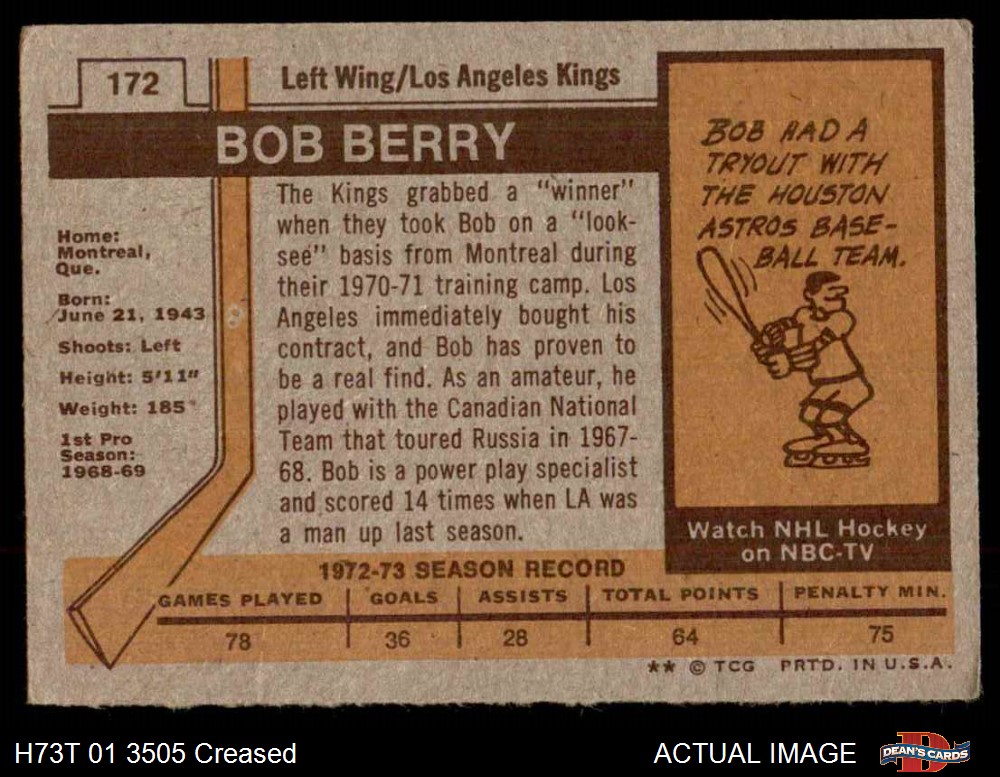 172
Left Wing/Los Angeles Kings
BOB BERRY
Home:
Montreal,
Que.
Born:
June 21, 1943
Shoots: Left
Height: 5'11"
Weight: 185
1st Pro
Season:
1968-69
The Kings grabbed a “winner”
when they took Bob on a “look-
see” basis from Montreal during
their 1970-71 training camp. Los
Angeles immediately bought his
contract, and Bob has proven to
be a real find. As an amateur, he
played with the Canadian National
Team that toured Russia in 1967-
68. Bob is a power play specialist
and scored 14 times when LA was
a man up last season.
BOB HAD A
TRYOUT WITH
THE HOUSTON
ASTROS BASE-
BALL TEAM.
Watch NHL Hockey
on NBC-TV
1972-73 SEASON RECORD
GAMES PLAYED GOALS ASSISTS TOTAL POINTS PENALTY MIN.
78 36 28 64 75
** © TCG PRTD. IN U.S.A.
H73T 01 3505 Creased
ACTUAL IMAGE
DEAN'S CARDS